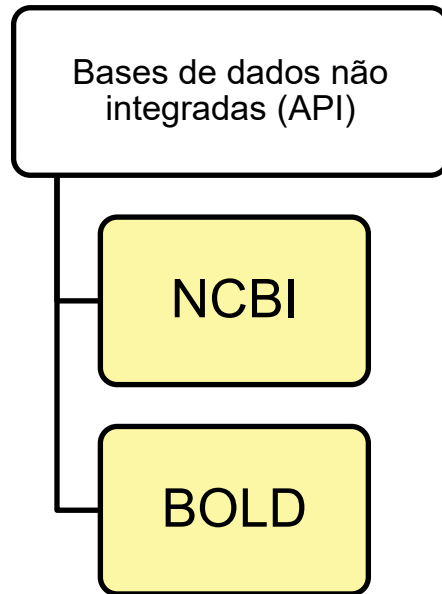 Bases de dados não
integradas (API)
NCBI
BOLD